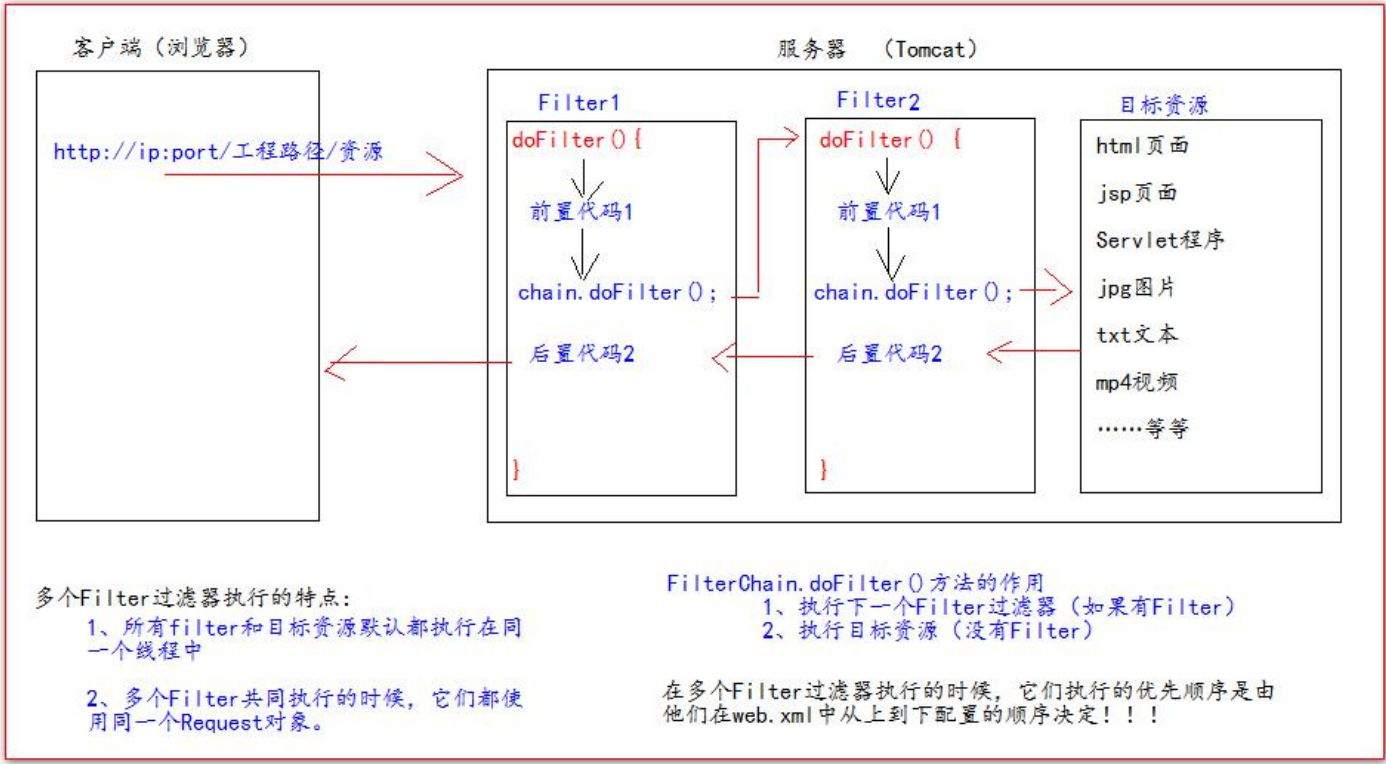 客户端（浏览器）
http://ip:port/工程路径/资源
服务器 （Tomcat）
Filter1
doFilter(){
前置代码1
chain.doFilter();
后置代码2
}
Filter2
doFilter() {
前置代码1
chain.doFilter();
后置代码2
}
目标资源
html页面
jsp页面
Servlet程序
jpg图片
txt文本
mp4视频
……等等
多个Filter过滤器执行的特点：
1、所有filter和目标资源默认都执行在同
一个线程中
2、多个Filter共同执行的时候，它们都使
用同一个Request对象。
FilterChain.doFilter()方法的作用
1、执行下一个Filter过滤器（如果有Filter）
2、执行目标资源（没有Filter）
在多个Filter过滤器执行的时候，它们执行的优先顺序是由
他们在web.xml中从上到下配置的顺序决定！！！